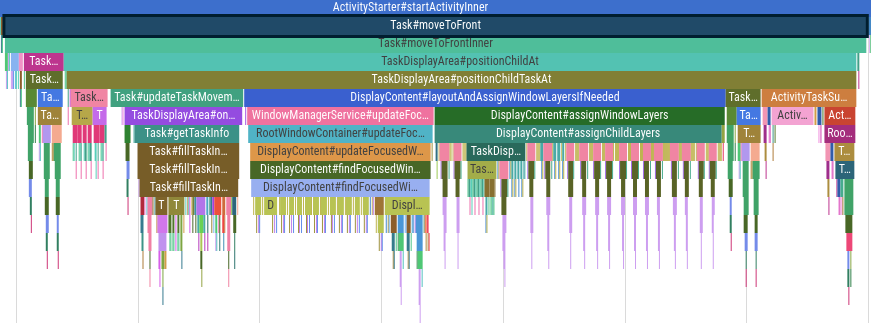 ActivityStarter#startActivityInner
Task#moveToFront
Task#moveToFrontInner
Task... TaskDisplayArea#positionChildAt
Task... TaskDisplayArea#positionChildTaskAt
Ta... Task... Task#updateTaskMovem... DisplayContent#layoutAndAssignWindowLayersIfNeeded Task... ActivityTaskSu...
Ta... T... T TaskDisplayArea#on... WindowManagerService#updateFoc... DisplayContent#assignWindowLayers Ta... Activ... Act...
Task#getTaskInfo RootWindowContainer#updateFoc... DisplayContent#assignChildLayers T... Roo...
Task#fillTaskIn... DisplayContent#updateFocusedW... TaskDisp... T...
Task#fillTaskIn... DisplayContent#findFocusedWin... Tas... T...
Task#fillTaskIn... DisplayContent#findFocusedWi...
T T D Displ...